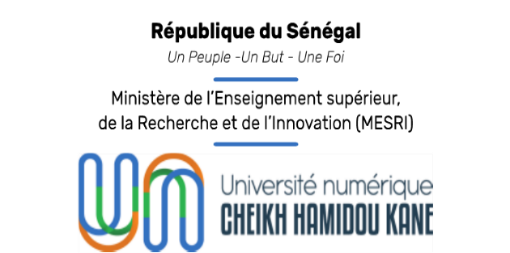 République du Sénégal
Un Peuple -Un But - Une Foi
Ministère de l'Enseignement supérieur,
de la Recherche et de l'Innovation (MESRI)
un Université numérique
CHEIKH HAMIDOU KANE